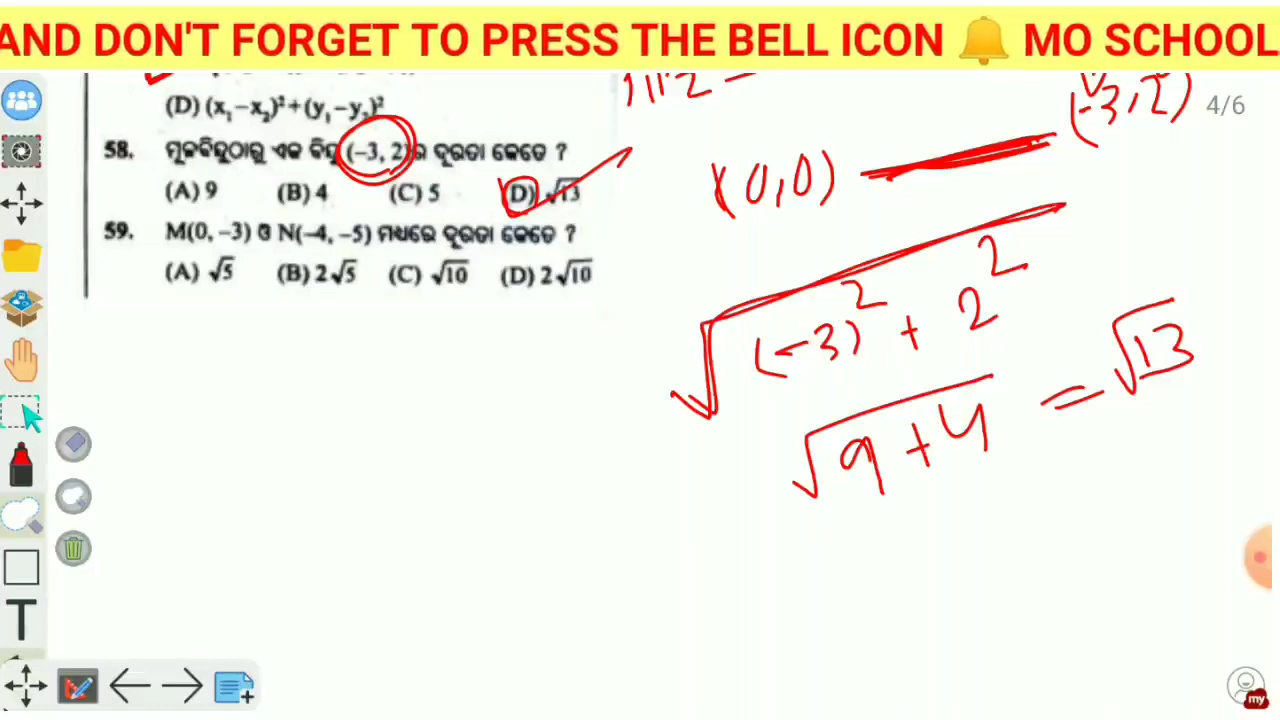 AND DON'T FORGET TO PRESS THE BELL ICON 🔔 MO SCHOOL
4/6
(D) (x₁ – x₂)² + (y₁ – y₂)²
58. ମୂଳବିନ୍ଦୁଠାରୁ ଏକ ବିନ୍ଦୁ (–3, 2)ର ଦୂରତା କେତେ ?
(A) 9 (B) 4 (C) 5 (D) √13
59. M(0, –3) ଓ N(–4, –5) ମଧ୍ୟରେ ଦୂରତା କେତେ ?
(A) √5 (B) 2√5 (C) √10 (D) 2√10
(-3, 2)
(0,0)
√(-3)² + 2²
√9 + 4 = √13
T
my